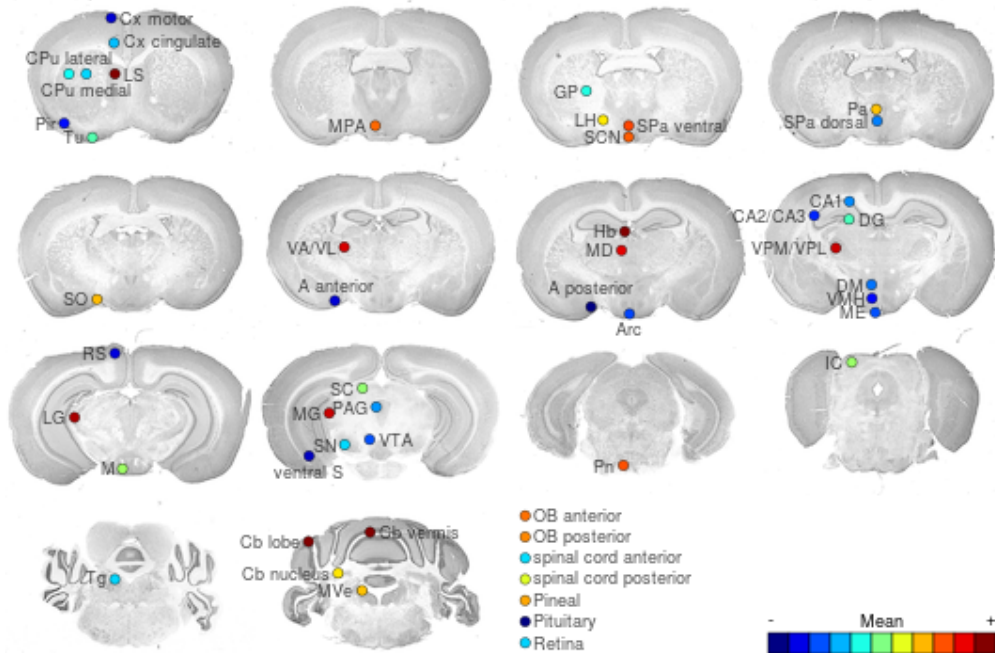 Cx motor
Cx cingulate
CPu lateral
LS
CPu medial
Pir
Tu
MPA
GP
LH
SPa ventral
SCN
Pa
SPa dorsal
SO
VA/VL
A anterior
Hb
MD
A posterior
Arc
CA1
CA2/CA3
DG
VPM/VPL
DM
VMH
ME
RS
LG
M
SC
MG
PAG
SN
VTA
ventral S
Pn
IC
Tg
Cb lobe
Cb vermis
Cb nucleus
MVe
OB anterior
OB posterior
spinal cord anterior
spinal cord posterior
Pineal
Pituitary
Retina
- Mean +